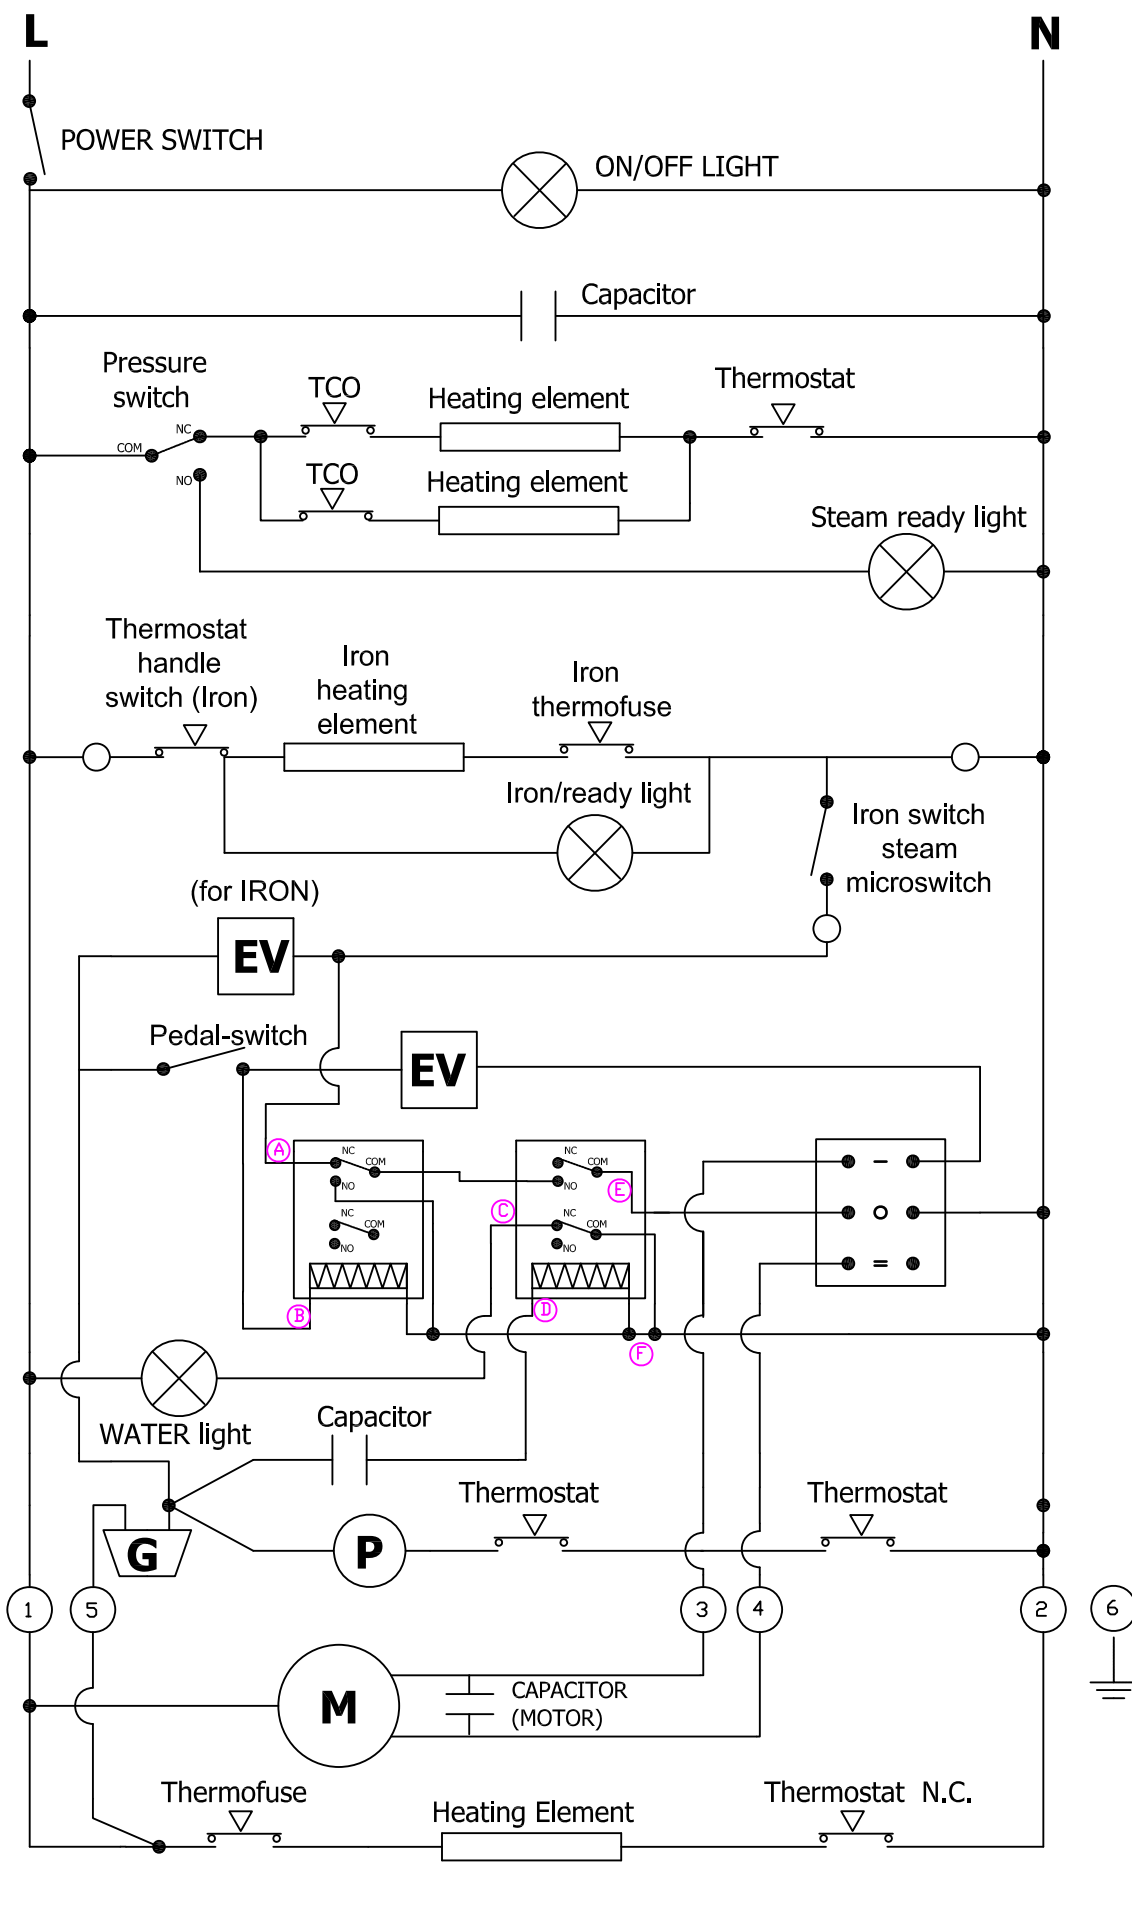 L
N
POWER SWITCH
ON/OFF LIGHT
Capacitor
Pressure
switch
TCO
Heating element
Thermostat
NC
COM
NO
TCO
Heating element
Steam ready light
Thermostat
handle
switch (Iron)
Iron
heating
element
Iron
thermofuse
Iron/ready light
Iron switch
steam
microswitch
(for IRON)
EV
Pedal-switch
EV
A
NC
COM
NO
NC
COM
NO
B
C
NC
COM
NO
E
NC
COM
NO
D
F
–
O
=
WATER light
Capacitor
Thermostat
Thermostat
G
P
1
5
3
4
2
6
M
CAPACITOR
(MOTOR)
Thermofuse
Heating Element
Thermostat N.C.